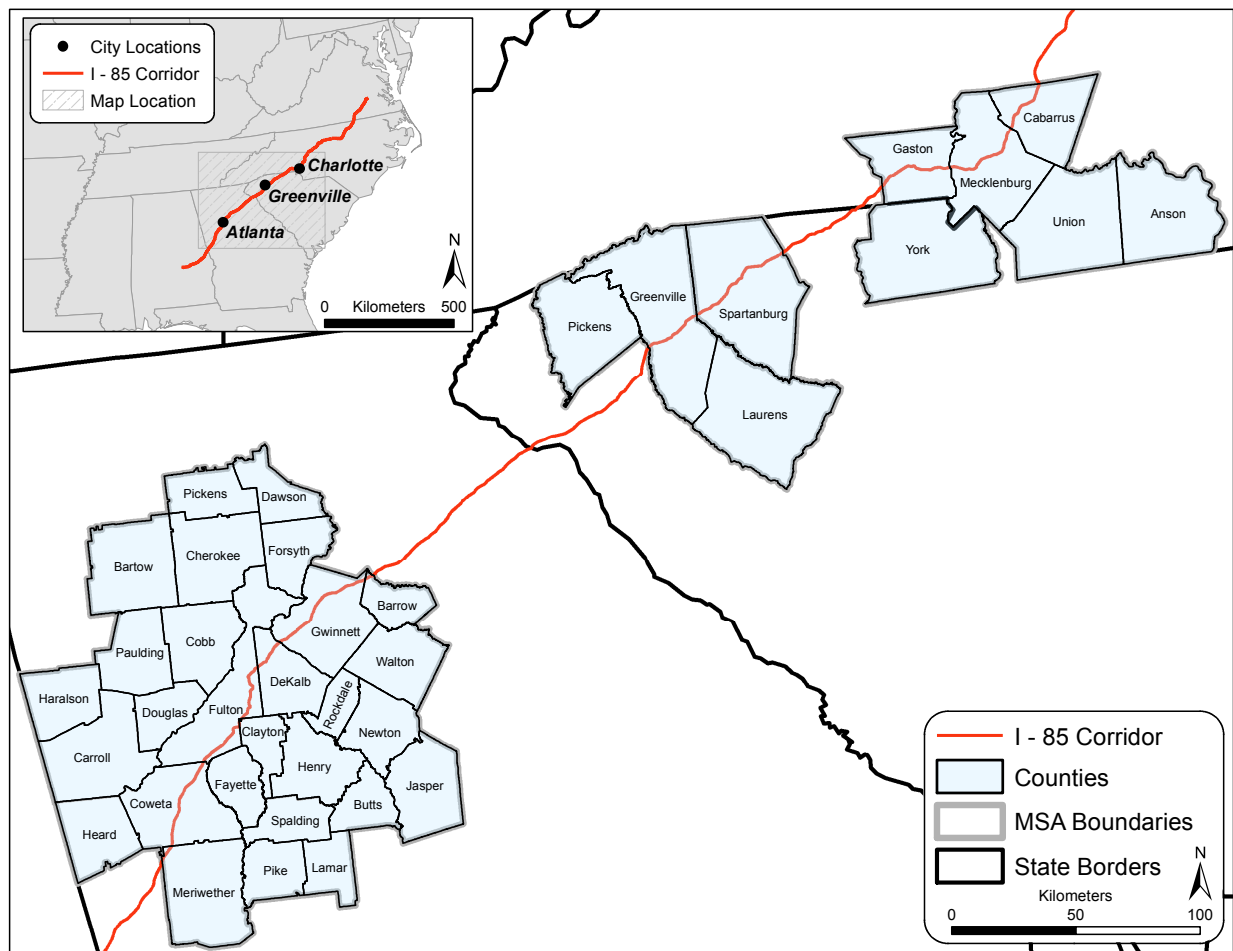 City Locations
I - 85 Corridor
Map Location
Charlotte
Greenville
Atlanta
N
0 Kilometers 500
Cabarrus
Gaston
Mecklenburg
Union
Anson
York
Greenville
Pickens
Spartanburg
Laurens
Pickens
Dawson
Bartow
Cherokee
Forsyth
Barrow
Gwinnett
Cobb
Paulding
Walton
Haralson
DeKalb
Rockdale
Douglas
Fulton
Clayton
Newton
Carroll
Henry
Fayette
Jasper
Coweta
Butts
Heard
Spalding
Pike
Lamar
Meriwether
I - 85 Corridor
Counties
MSA Boundaries
State Borders
N
Kilometers
0 50 100